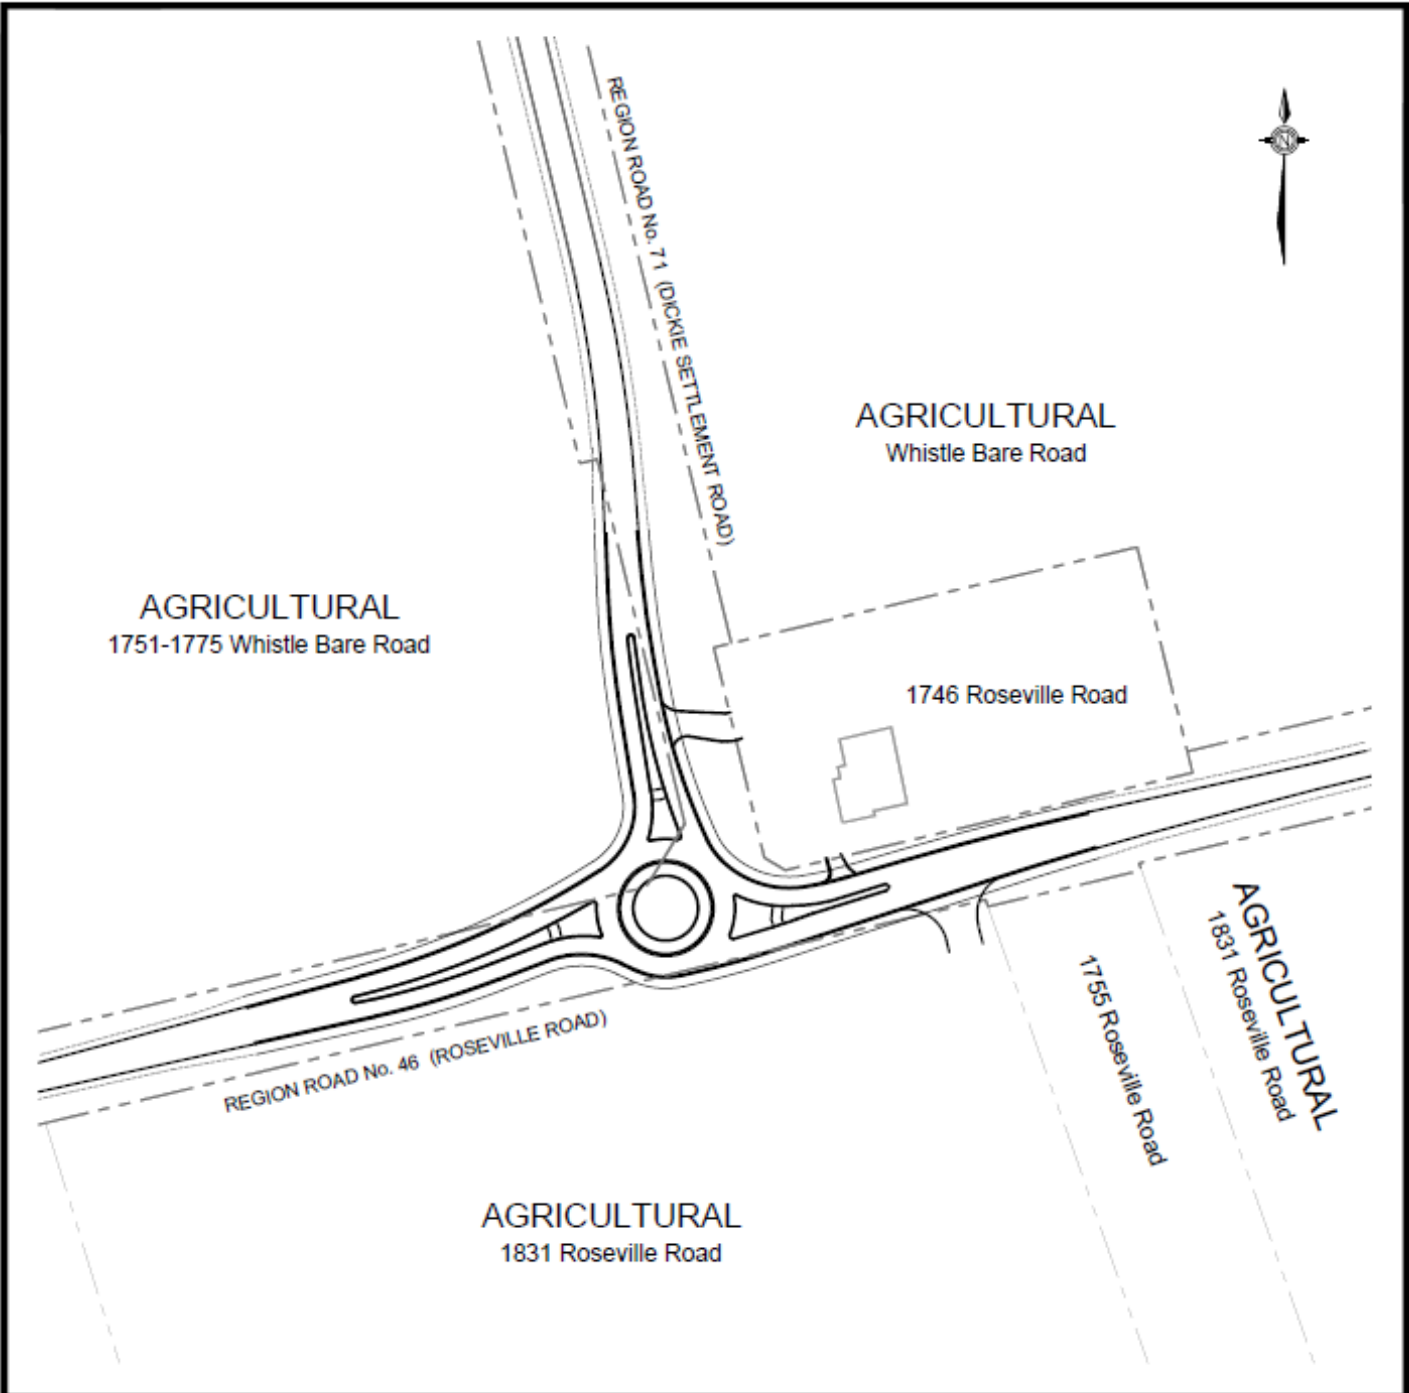 REGION ROAD No. 71 (DICKIE SETTLEMENT ROAD)
N
AGRICULTURAL
Whistle Bare Road
AGRICULTURAL
1751-1775 Whistle Bare Road
1746 Roseville Road
AGRICULTURAL
1831 Roseville Road
1755 Roseville Road
REGION ROAD No. 46 (ROSEVILLE ROAD)
AGRICULTURAL
1831 Roseville Road